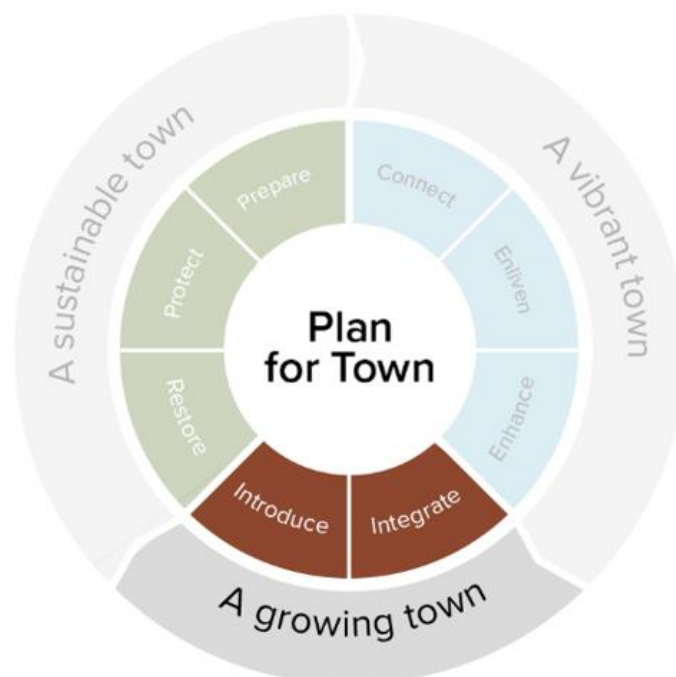 A sustainable town
A vibrant town
Prepare
Connect
Protect
Enliven
Plan
for Town
Restore
Enhance
Introduce
Integrate
A growing town